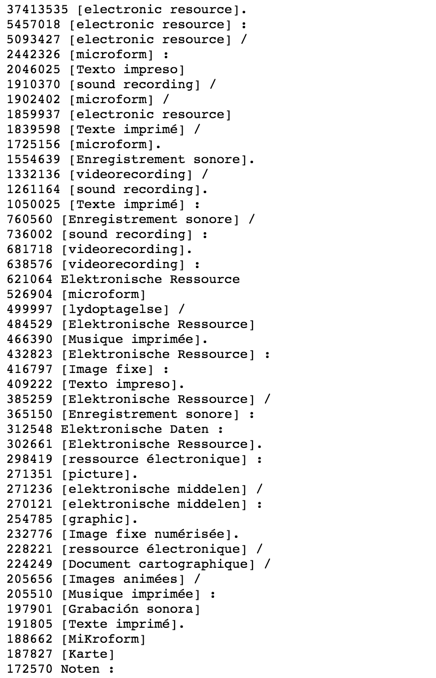 37413535 [electronic resource].
5457018 [electronic resource] :
5093427 [electronic resource] /
2442326 [microform] :
2046025 [Texto impreso]
1910370 [sound recording] /
1902402 [microform] /
1859937 [electronic resource]
1839598 [Texte imprimé] /
1725156 [microform].
1554639 [Enregistrement sonore].
1332136 [videorecording] /
1261164 [sound recording].
1050025 [Texte imprimé] :
760560 [Enregistrement sonore] /
736002 [sound recording] :
681718 [videorecording].
638576 [videorecording] :
621064 Elektronische Ressource
526904 [microform]
499997 [lydoptagelse] /
484529 [Elektronische Ressource]
466390 [Musique imprimée].
432823 [Elektronische Ressource] :
416797 [Image fixe] :
409222 [Texto impreso].
385259 [Elektronische Ressource] /
365150 [Enregistrement sonore] :
312548 Elektronische Daten :
302661 [Elektronische Ressource].
298419 [ressource électronique] :
271351 [picture].
271236 [elektronische middelen] /
270121 [elektronische middelen] :
254785 [graphic].
232776 [Image fixe numérisée].
228221 [ressource électronique] /
224249 [Document cartographique] /
205656 [Images animées] /
205510 [Musique imprimée] :
197901 [Grabación sonora]
191805 [Texte imprimé].
188662 [MiKroform]
187827 [Karte]
172570 Noten :